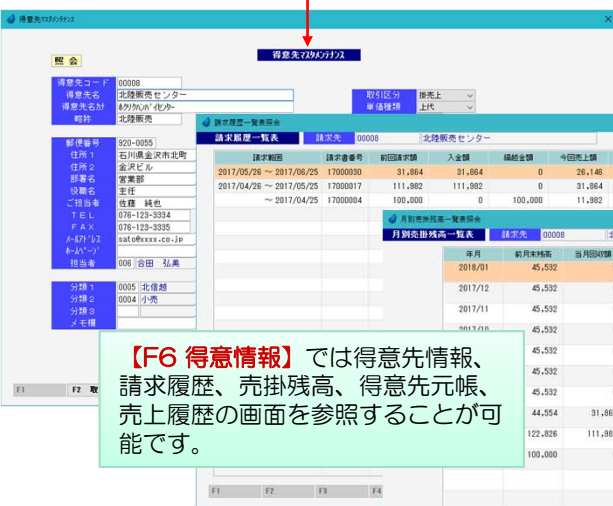 得意先ﾏｽﾀﾒﾝﾃﾅﾝｽ
照 会
得意先ﾏｽﾀﾒﾝﾃﾅﾝｽ
得意先コード 00008
得意先名 北陸販売センター
得意先名ｶﾅ ﾎｸﾘｸﾊﾝﾊﾞｲｾﾝﾀｰ
略称 北陸販売
取引区分 掛売上
単価種類 上代
郵便番号 920-0055
住所1 石川県金沢市北町
住所2 金沢ビル
部署名 営業部
役職名 主任
ご担当者 佐藤 純也
TEL 076-123-3334
FAX 076-123-3335
ﾒｰﾙｱﾄﾞﾚｽ sato@xxxx.co.jp
ﾎｰﾑﾍﾟｰｼﾞ
担当者 006 合田 弘美
分類1 0005 北信越
分類2 0004 小売
分類3
メモ欄
F1 F2 取
請求履歴一覧表照会
請求履歴一覧表 請求先 00008 北陸販売センター
請求範囲 請求書番号 前回請求額 入金額 繰越金額 今回売上額
2017/05/26 ～ 2017/06/25 17000030 31,864 31,864 0 26,146
2017/04/26 ～ 2017/05/25 17000017 111,982 111,982 0 31,864
～ 2017/04/25 17000004 100,000 0 100,000 11,982
F1 F2 F3 F4
月別売掛残高一覧表照会
月別売掛残高一覧表 請求先 00008
年月 前月末残高 当月回収額
2018/01 45,532
2017/12 45,532
2017/11 45,532
2017/10 45,532
45,532
45,532
45,532
44,554 31,86
122,826 111,98
100,000
【F6 得意情報】では得意先情報、
請求履歴、売掛残高、得意先元帳、
売上履歴の画面を参照することが可
能です。